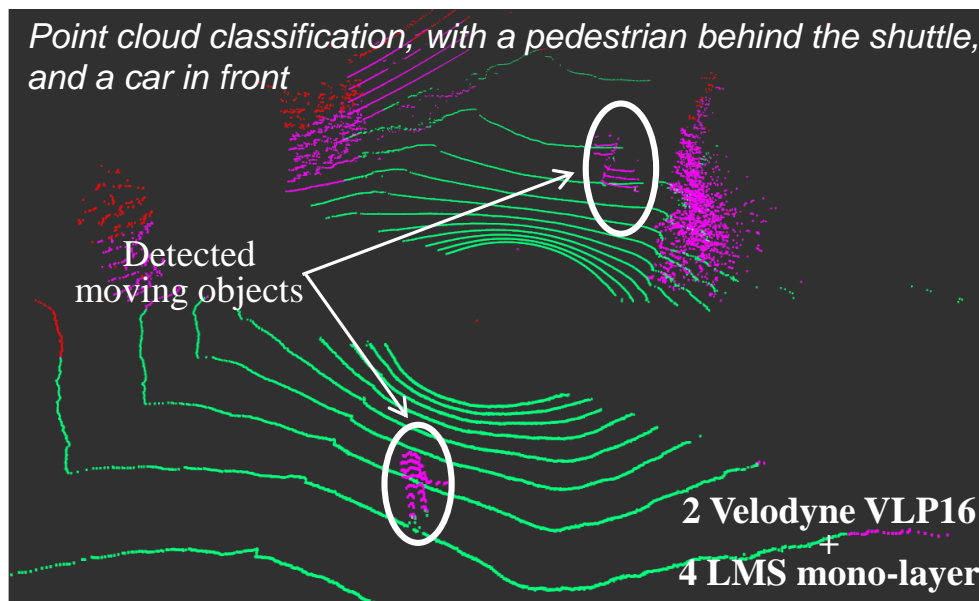 Point cloud classification, with a pedestrian behind the shuttle,
and a car in front
Detected
moving objects
2 Velodyne VLP16
+
4 LMS mono-layer